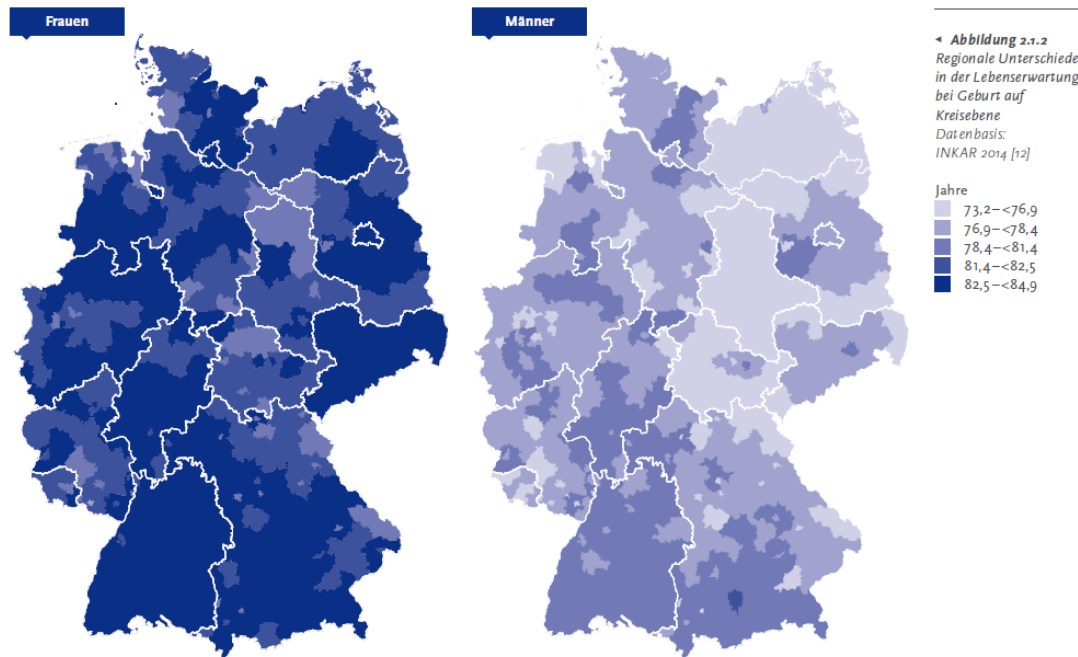 Frauen
Männer
◄ Abbildung 2.1.2
Regionale Unterschiede
in der Lebenserwartung
bei Geburt auf
Kreisebene
Datenbasis:
INKAR 2014 [12]
Jahre
73,2–<76,9
76,9–<78,4
78,4–<81,4
81,4–<82,5
82,5–<84,9